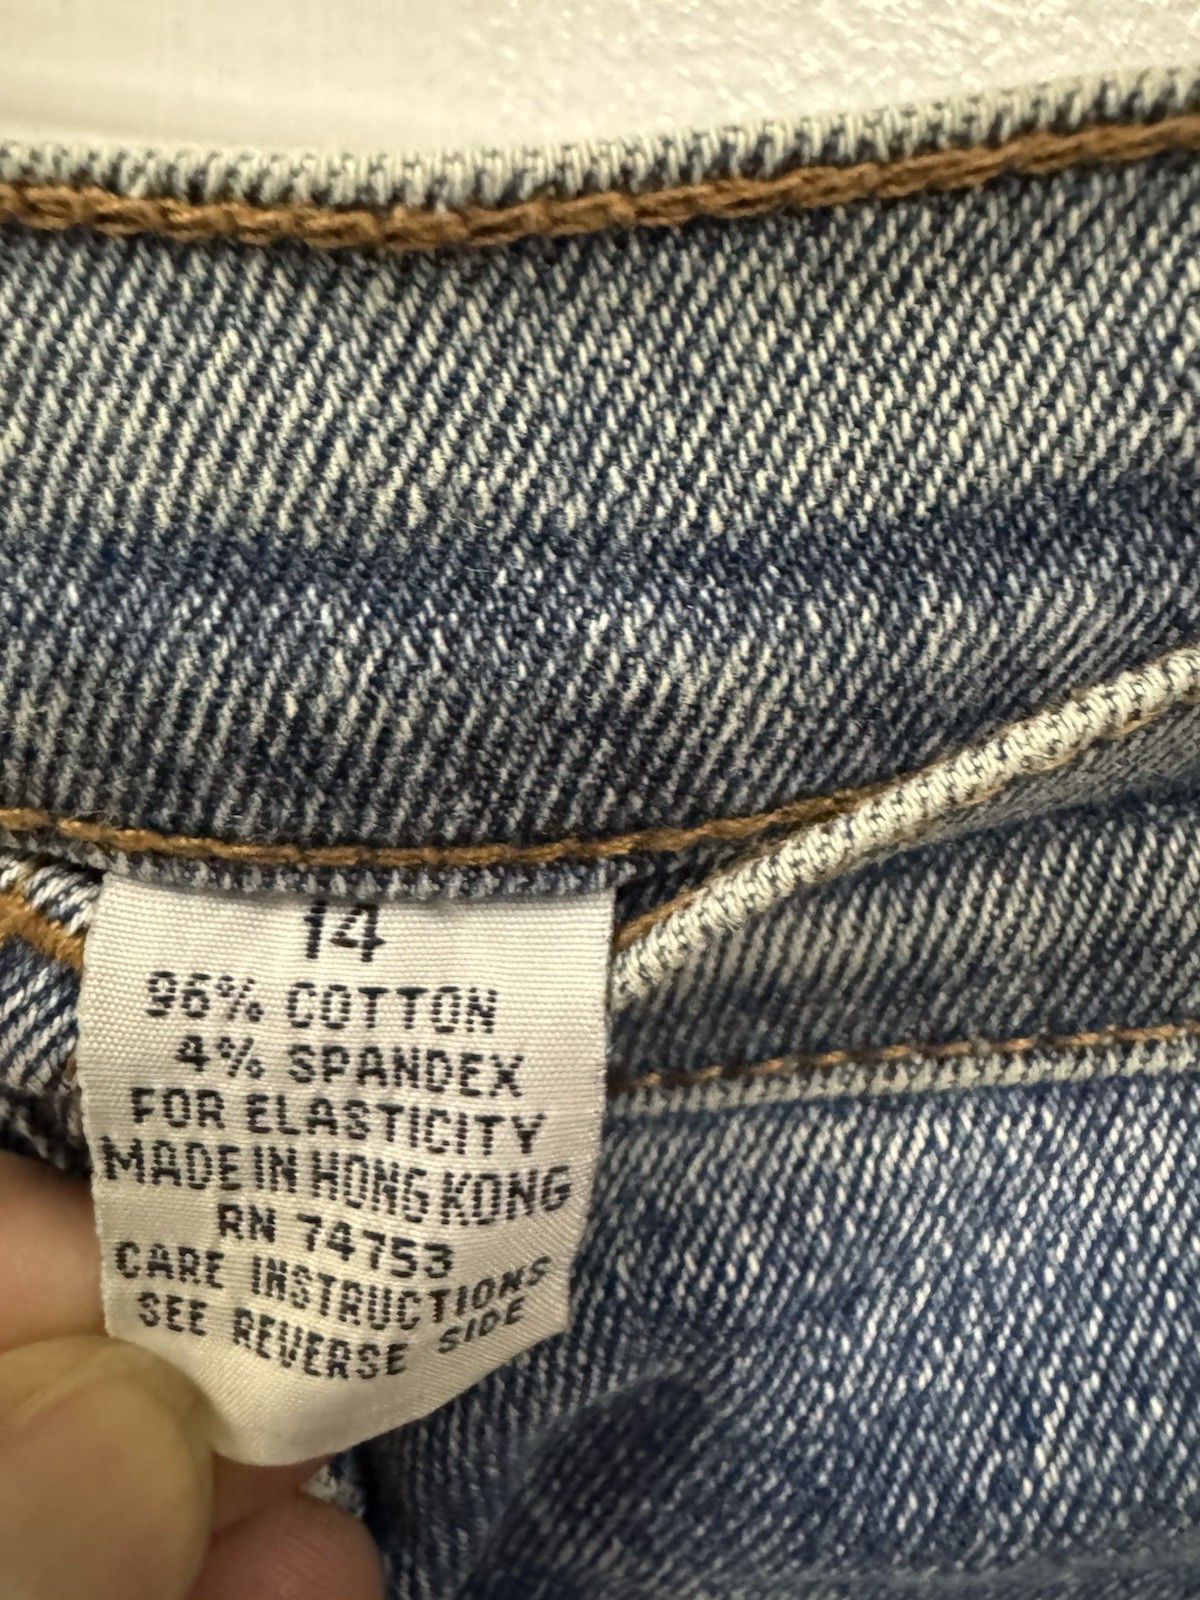 14
96% COTTON
4% SPANDEX
FOR ELASTICITY
MADE IN HONG KONG
RN 74753
CARE INSTRUCTIONS
SEE REVERSE SIDE